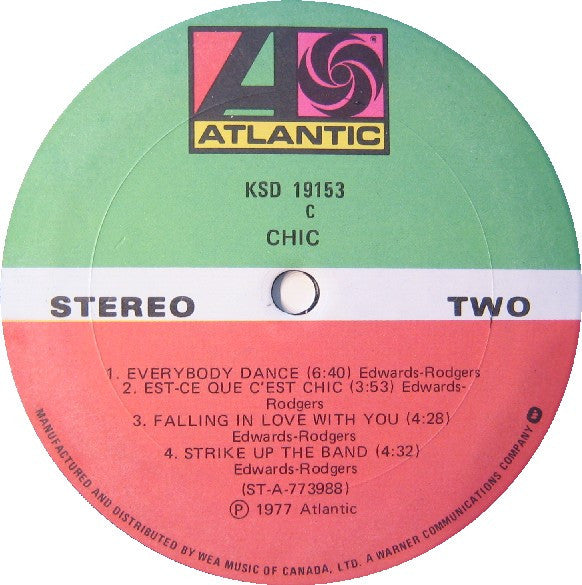 ATLANTIC
KSD 19153
C
CHIC
STEREO TWO
1. EVERYBODY DANCE (6:40) Edwards-Rodgers
2. EST-CE QUE C'EST CHIC (3:53) Edwards-
Rodgers
3. FALLING IN LOVE WITH YOU (4:28)
Edwards-Rodgers
4. STRIKE UP THE BAND (4:32)
Edwards-Rodgers
(ST-A-773988)
Ⓟ 1977 Atlantic
MANUFACTURED AND DISTRIBUTED BY WEA MUSIC OF CANADA, LTD. A WARNER COMMUNICATIONS COMPANY